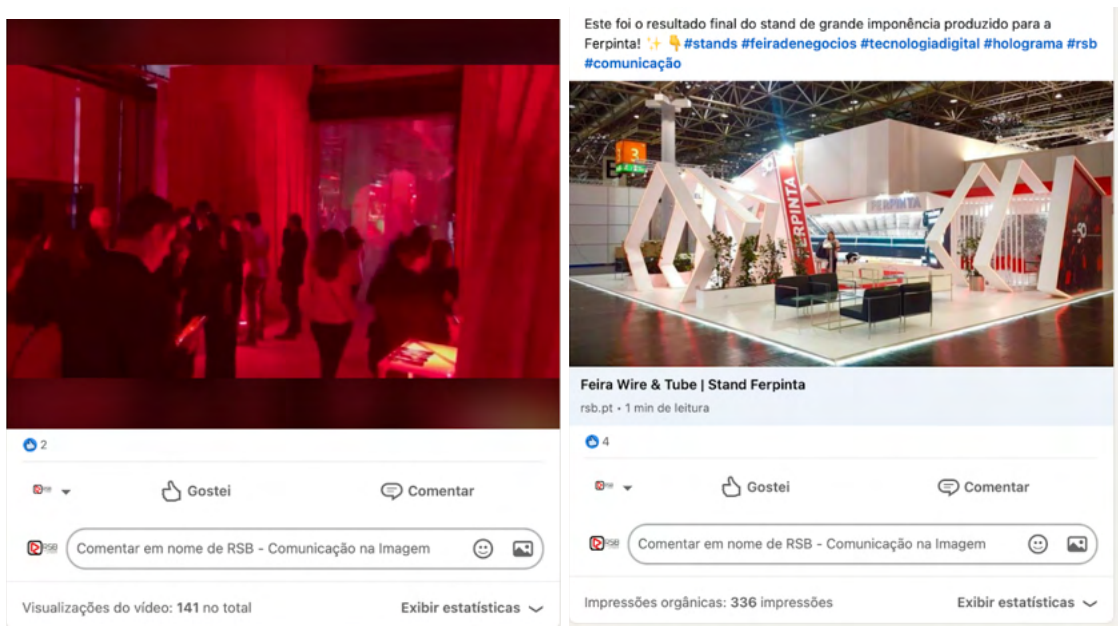 2
Gostei
Comentar
RSB
Comentar em nome de RSB - Comunicação na Imagem
Visualizações do vídeo: 141 no total
Exibir estatísticas
Este foi o resultado final do stand de grande imponência produzido para a
Ferpinta! ✨ 👇 #stands #feiradenegocios #tecnologiadigital #holograma #rsb
#comunicação
3
FERPINTA
FERPINTA
Feira Wire & Tube | Stand Ferpinta
rsb.pt • 1 min de leitura
4
Gostei
Comentar
RSB
Comentar em nome de RSB - Comunicação na Imagem
Impressões orgânicas: 336 impressões
Exibir estatísticas